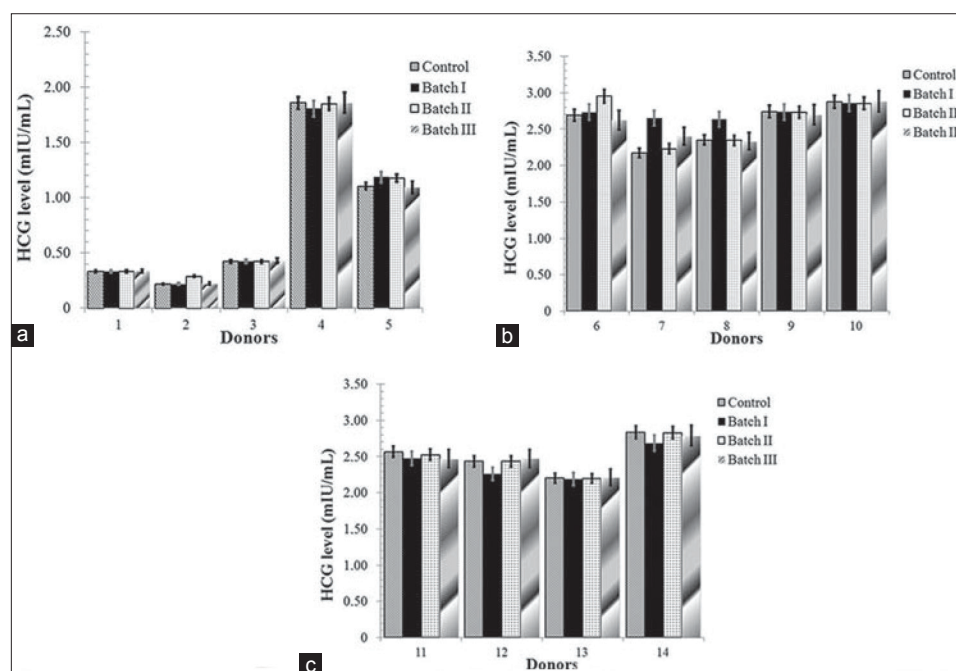 2.50
2.00
1.50
1.00
0.50
0
HCG level (mIU/mL)
Control
Batch I
Batch II
Batch III
1 2 3 4 5
Donors
a
3.50
3.00
2.50
2.00
1.50
1.00
0.50
0
HCG level (mIU/mL)
Control
Batch I
Batch II
Batch II
6 7 8 9 10
Donors
b
3.50
3.00
2.50
2.00
1.50
1.00
0.50
0.00
HCG level (mIU/mL)
Control
Batch I
Batch II
Batch III
11 12 13 14
Donors
c